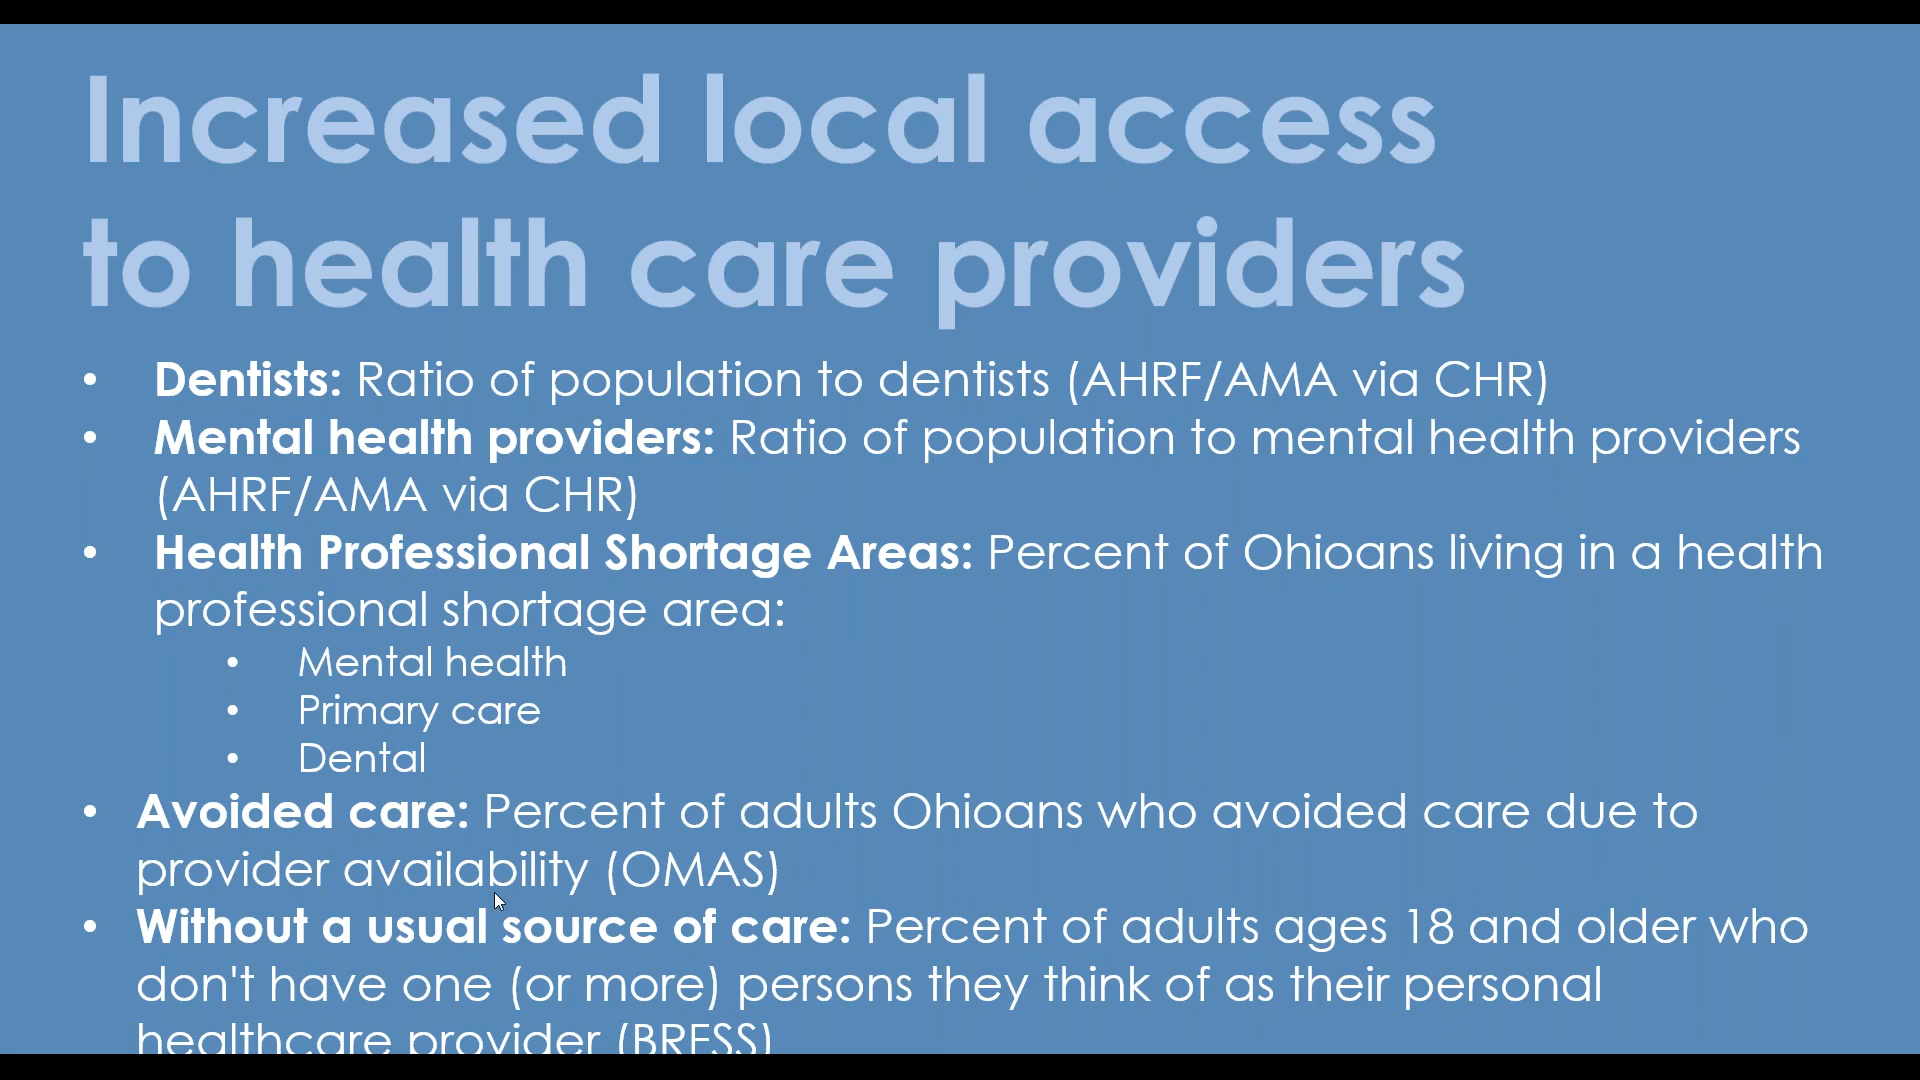 Increased local access
to health care providers
• Dentists: Ratio of population to dentists (AHRF/AMA via CHR)
• Mental health providers: Ratio of population to mental health providers
(AHRF/AMA via CHR)
• Health Professional Shortage Areas: Percent of Ohioans living in a health
professional shortage area:
• Mental health
• Primary care
• Dental
• Avoided care: Percent of adults Ohioans who avoided care due to
provider availability (OMAS)
• Without a usual source of care: Percent of adults ages 18 and older who
don't have one (or more) persons they think of as their personal
healthcare provider (BRFSS)